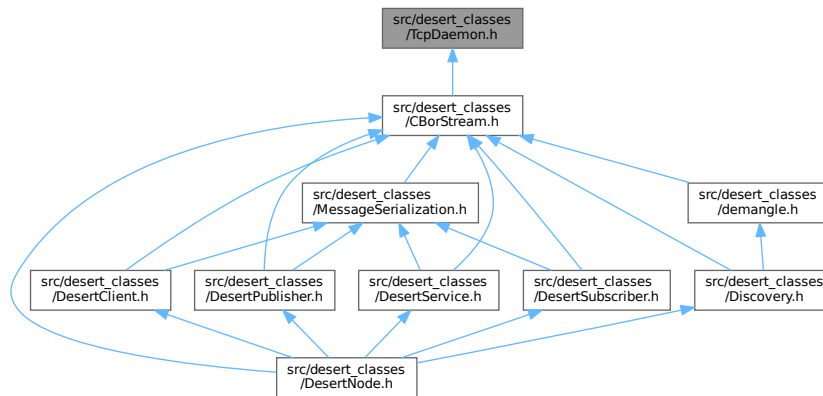 src/desert_classes
/TcpDaemon.h
src/desert_classes
/CBorStream.h
src/desert_classes
/MessageSerialization.h
src/desert_classes
/demangle.h
src/desert_classes
/DesertClient.h
src/desert_classes
/DesertPublisher.h
src/desert_classes
/DesertService.h
src/desert_classes
/DesertSubscriber.h
src/desert_classes
/Discovery.h
src/desert_classes
/DesertNode.h